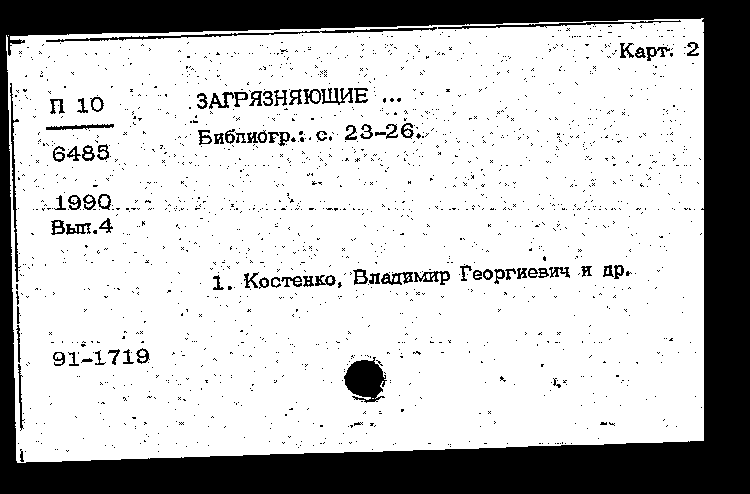 Карт. 2
П 10
ЗАГРЯЗНЯЮЩИЕ ...
6485
Библиогр.: с. 23-26.
1990
Вып.4
1. Костенко, Владимир Георгиевич и др.
91-1719